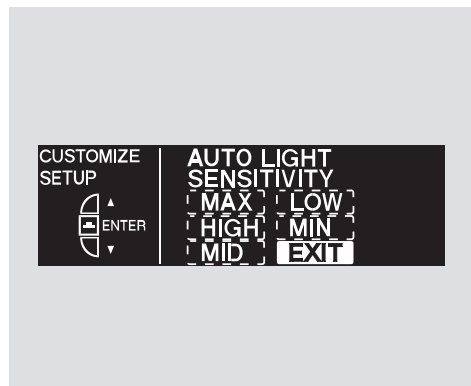 CUSTOMIZE
SETUP
ENTER
AUTO LIGHT
SENSITIVITY
MAX LOW
HIGH MIN
MID EXIT